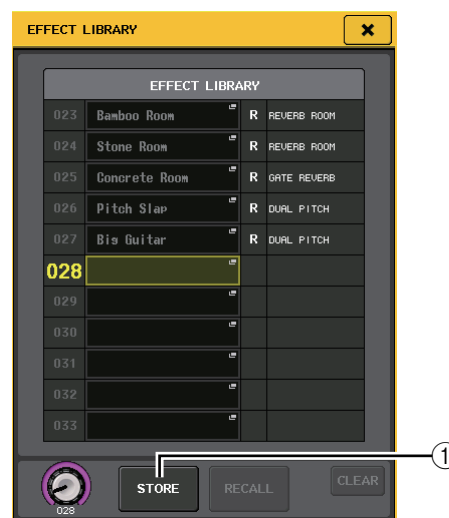 EFFECT LIBRARY
EFFECT LIBRARY
023 Bamboo Room R REVERB ROOM
024 Stone Room R REVERB ROOM
025 Concrete Room R GATE REVERB
026 Pitch Slap R DUAL PITCH
027 Big Guitar R DUAL PITCH
028
029
030
031
032
033
1
STORE RECALL CLEAR
028